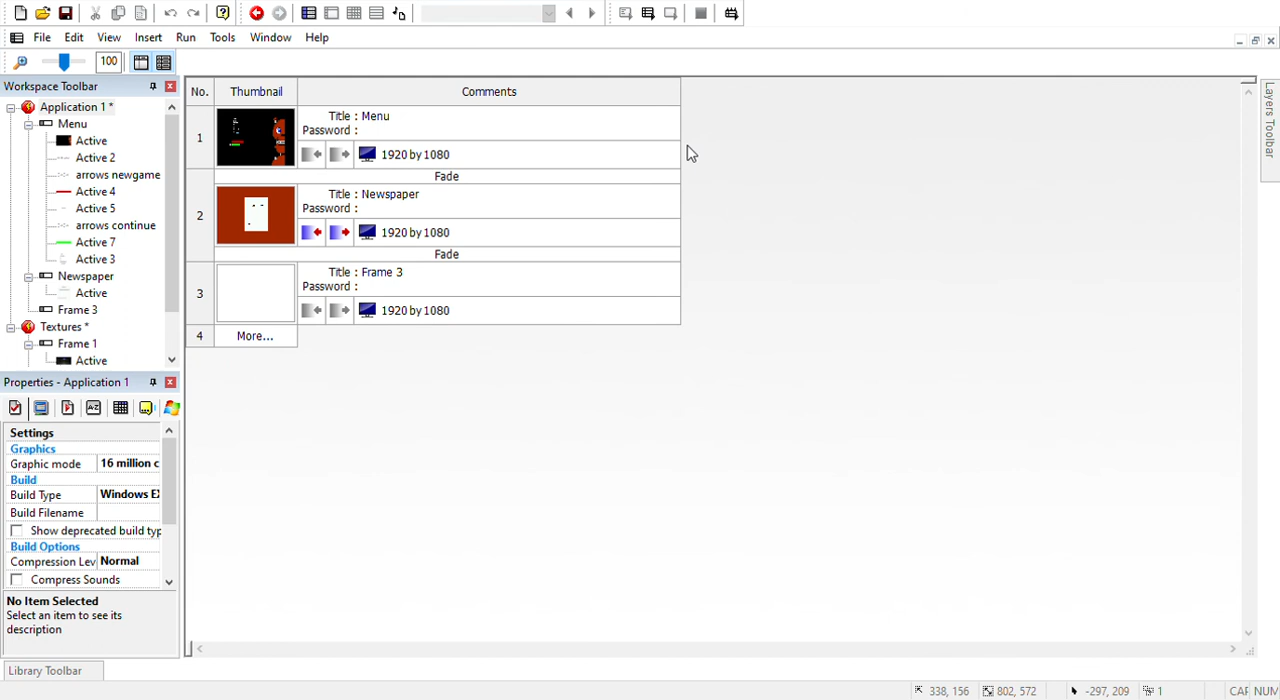 File Edit View Insert Run Tools Window Help
100
Workspace Toolbar
Application 1 *
Menu
Active
Active 2
arrows newgame
Active 4
Active 5
arrows continue
Active 7
Active 3
Newspaper
Active
Frame 3
Textures *
Frame 1
Active
No. Thumbnail Comments
1
Title : Menu
Password :
1920 by 1080
Fade
2
Title : Newspaper
Password :
1920 by 1080
Fade
3
Title : Frame 3
Password :
1920 by 1080
4 More...
Layers Toolbar
Properties - Application 1
A-Z
Settings
Graphics
Graphic mode 16 million c
Build
Build Type Windows E
Build Filename
Show deprecated build typ
Build Options
Compression Lev Normal
Compress Sounds
No Item Selected
Select an item to see its
description
Library Toolbar
338, 156 802, 572 -297, 209 1 CAF NUM